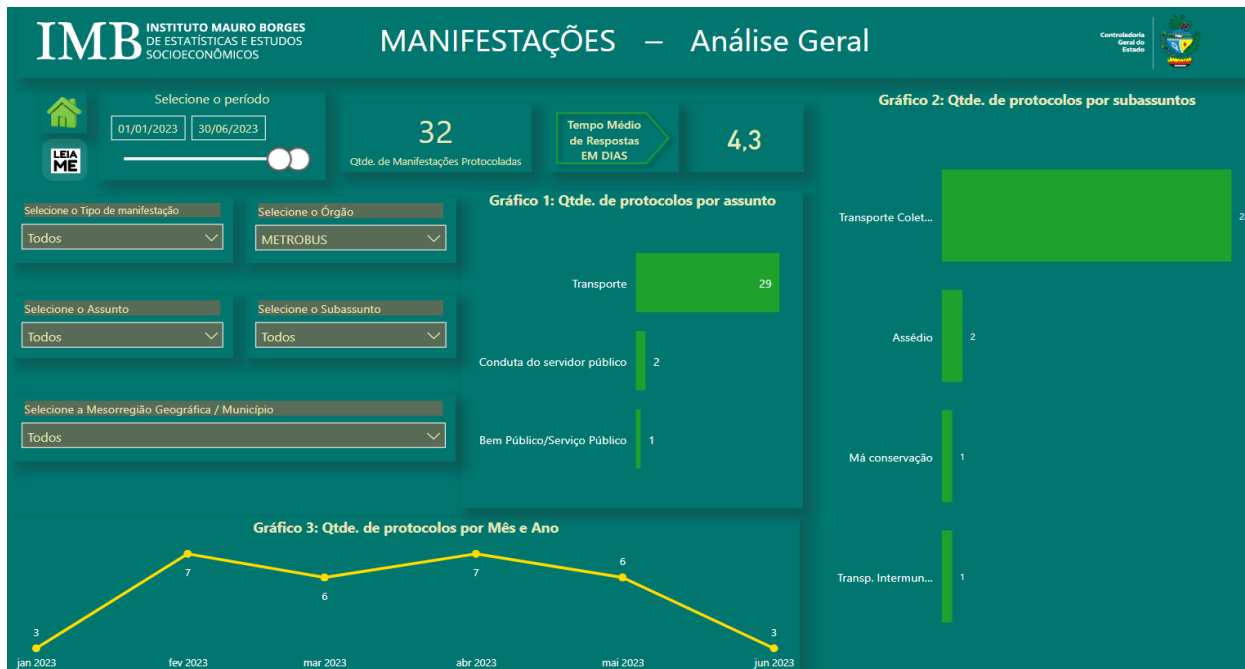 IMB
INSTITUTO MAURO BORGES
DE ESTATÍSTICAS E ESTUDOS
SOCIOECONÔMICOS
MANIFESTAÇÕES – Análise Geral
Controladoria
Geral do
Estado
LEIA
ME
Selecione o período
01/01/2023 30/06/2023
32
Qtde. de Manifestações Protocoladas
Tempo Médio
de Respostas
EM DIAS
4,3
Selecione o Tipo de manifestação
Todos
Selecione o Órgão
METROBUS
Selecione o Assunto
Todos
Selecione o Subassunto
Todos
Selecione a Mesorregião Geográfica / Município
Todos
Gráfico 1: Qtde. de protocolos por assunto
Transporte 29
Conduta do servidor público 2
Bem Público/Serviço Público 1
Gráfico 2: Qtde. de protocolos por subassuntos
Transporte Colet...
Assédio 2
Má conservação 1
Transp. Intermun... 1
Gráfico 3: Qtde. de protocolos por Mês e Ano
3 7 6 7 6 3
jan 2023 fev 2023 mar 2023 abr 2023 mai 2023 jun 2023